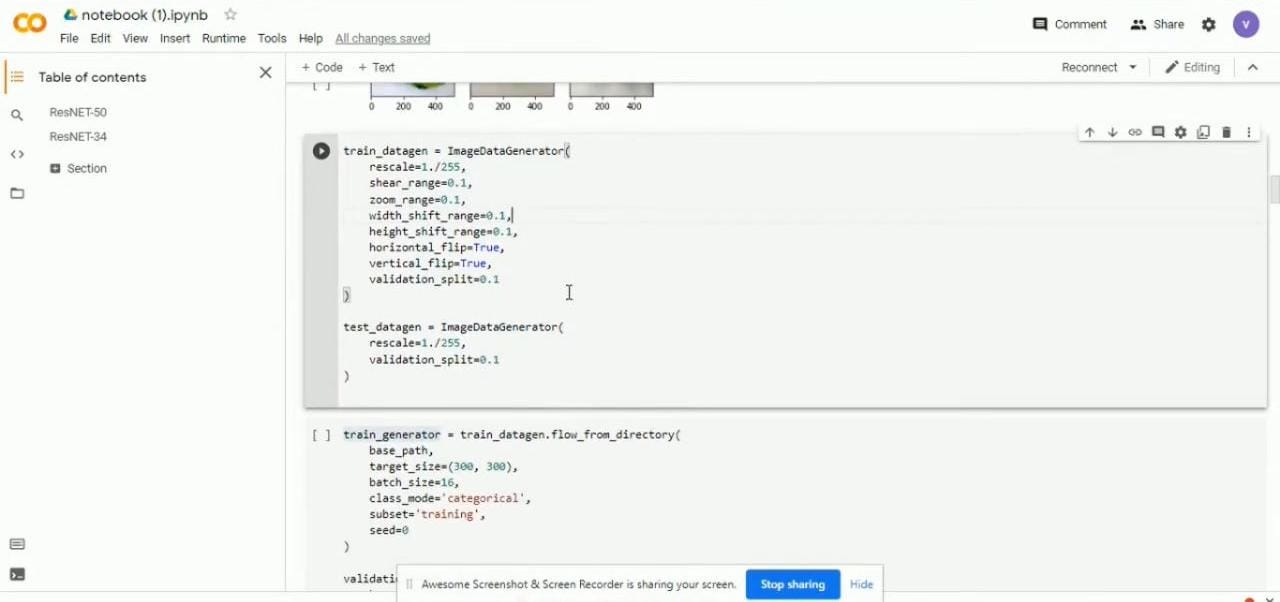 notebook (1).ipynb
File Edit View Insert Runtime Tools Help All changes saved
Comment Share V
Table of contents
+ Code + Text
Reconnect Editing
ResNET-50
ResNET-34
Section
[ ]
0 200 400 0 200 400 0 200 400
train_datagen = ImageDataGenerator(
rescale=1./255,
shear_range=0.1,
zoom_range=0.1,
width_shift_range=0.1,
height_shift_range=0.1,
horizontal_flip=True,
vertical_flip=True,
validation_split=0.1
)
test_datagen = ImageDataGenerator(
rescale=1./255,
validation_split=0.1
)
[ ] train_generator = train_datagen.flow_from_directory(
base_path,
target_size=(300, 300),
batch_size=16,
class_mode='categorical',
subset='training',
seed=0
)
validati
Awesome Screenshot & Screen Recorder is sharing your screen. Stop sharing Hide